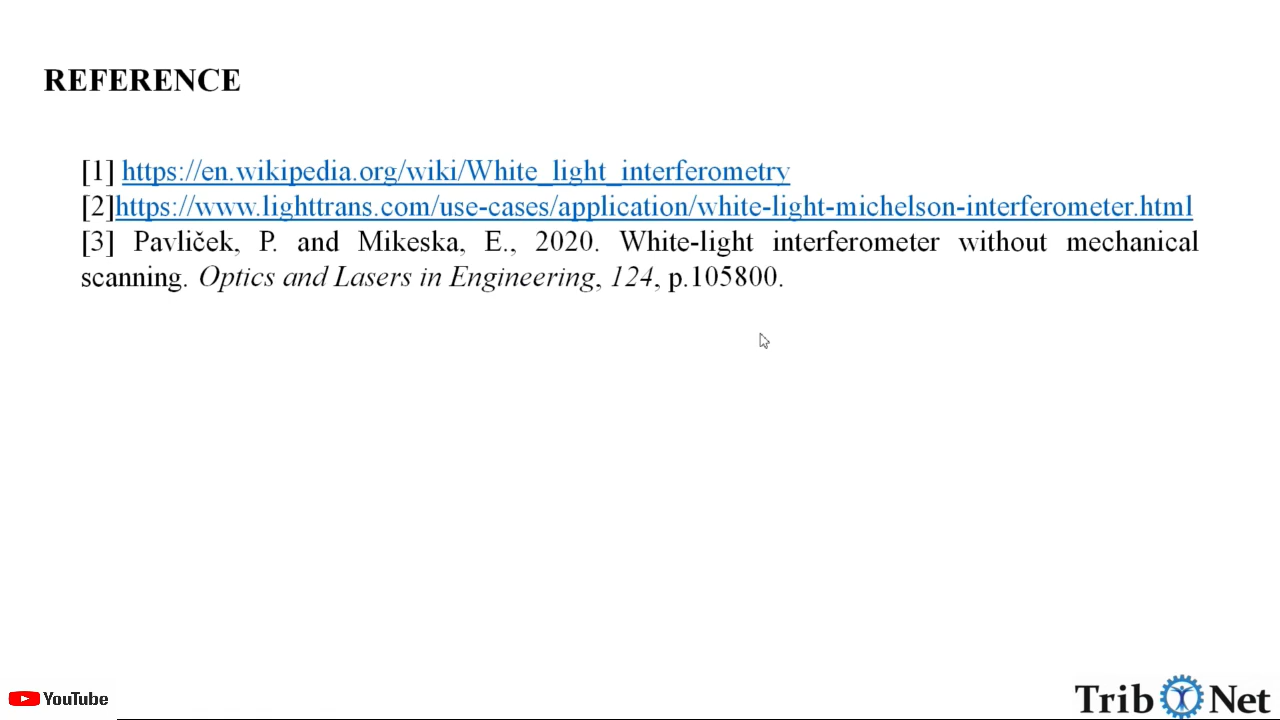 REFERENCE
[1] https://en.wikipedia.org/wiki/White_light_interferometry
[2]https://www.lighttrans.com/use-cases/application/white-light-michelson-interferometer.html
[3] Pavliček, P. and Mikeska, E., 2020. White-light interferometer without mechanical
scanning. Optics and Lasers in Engineering, 124, p.105800.
YouTube
Trib Net